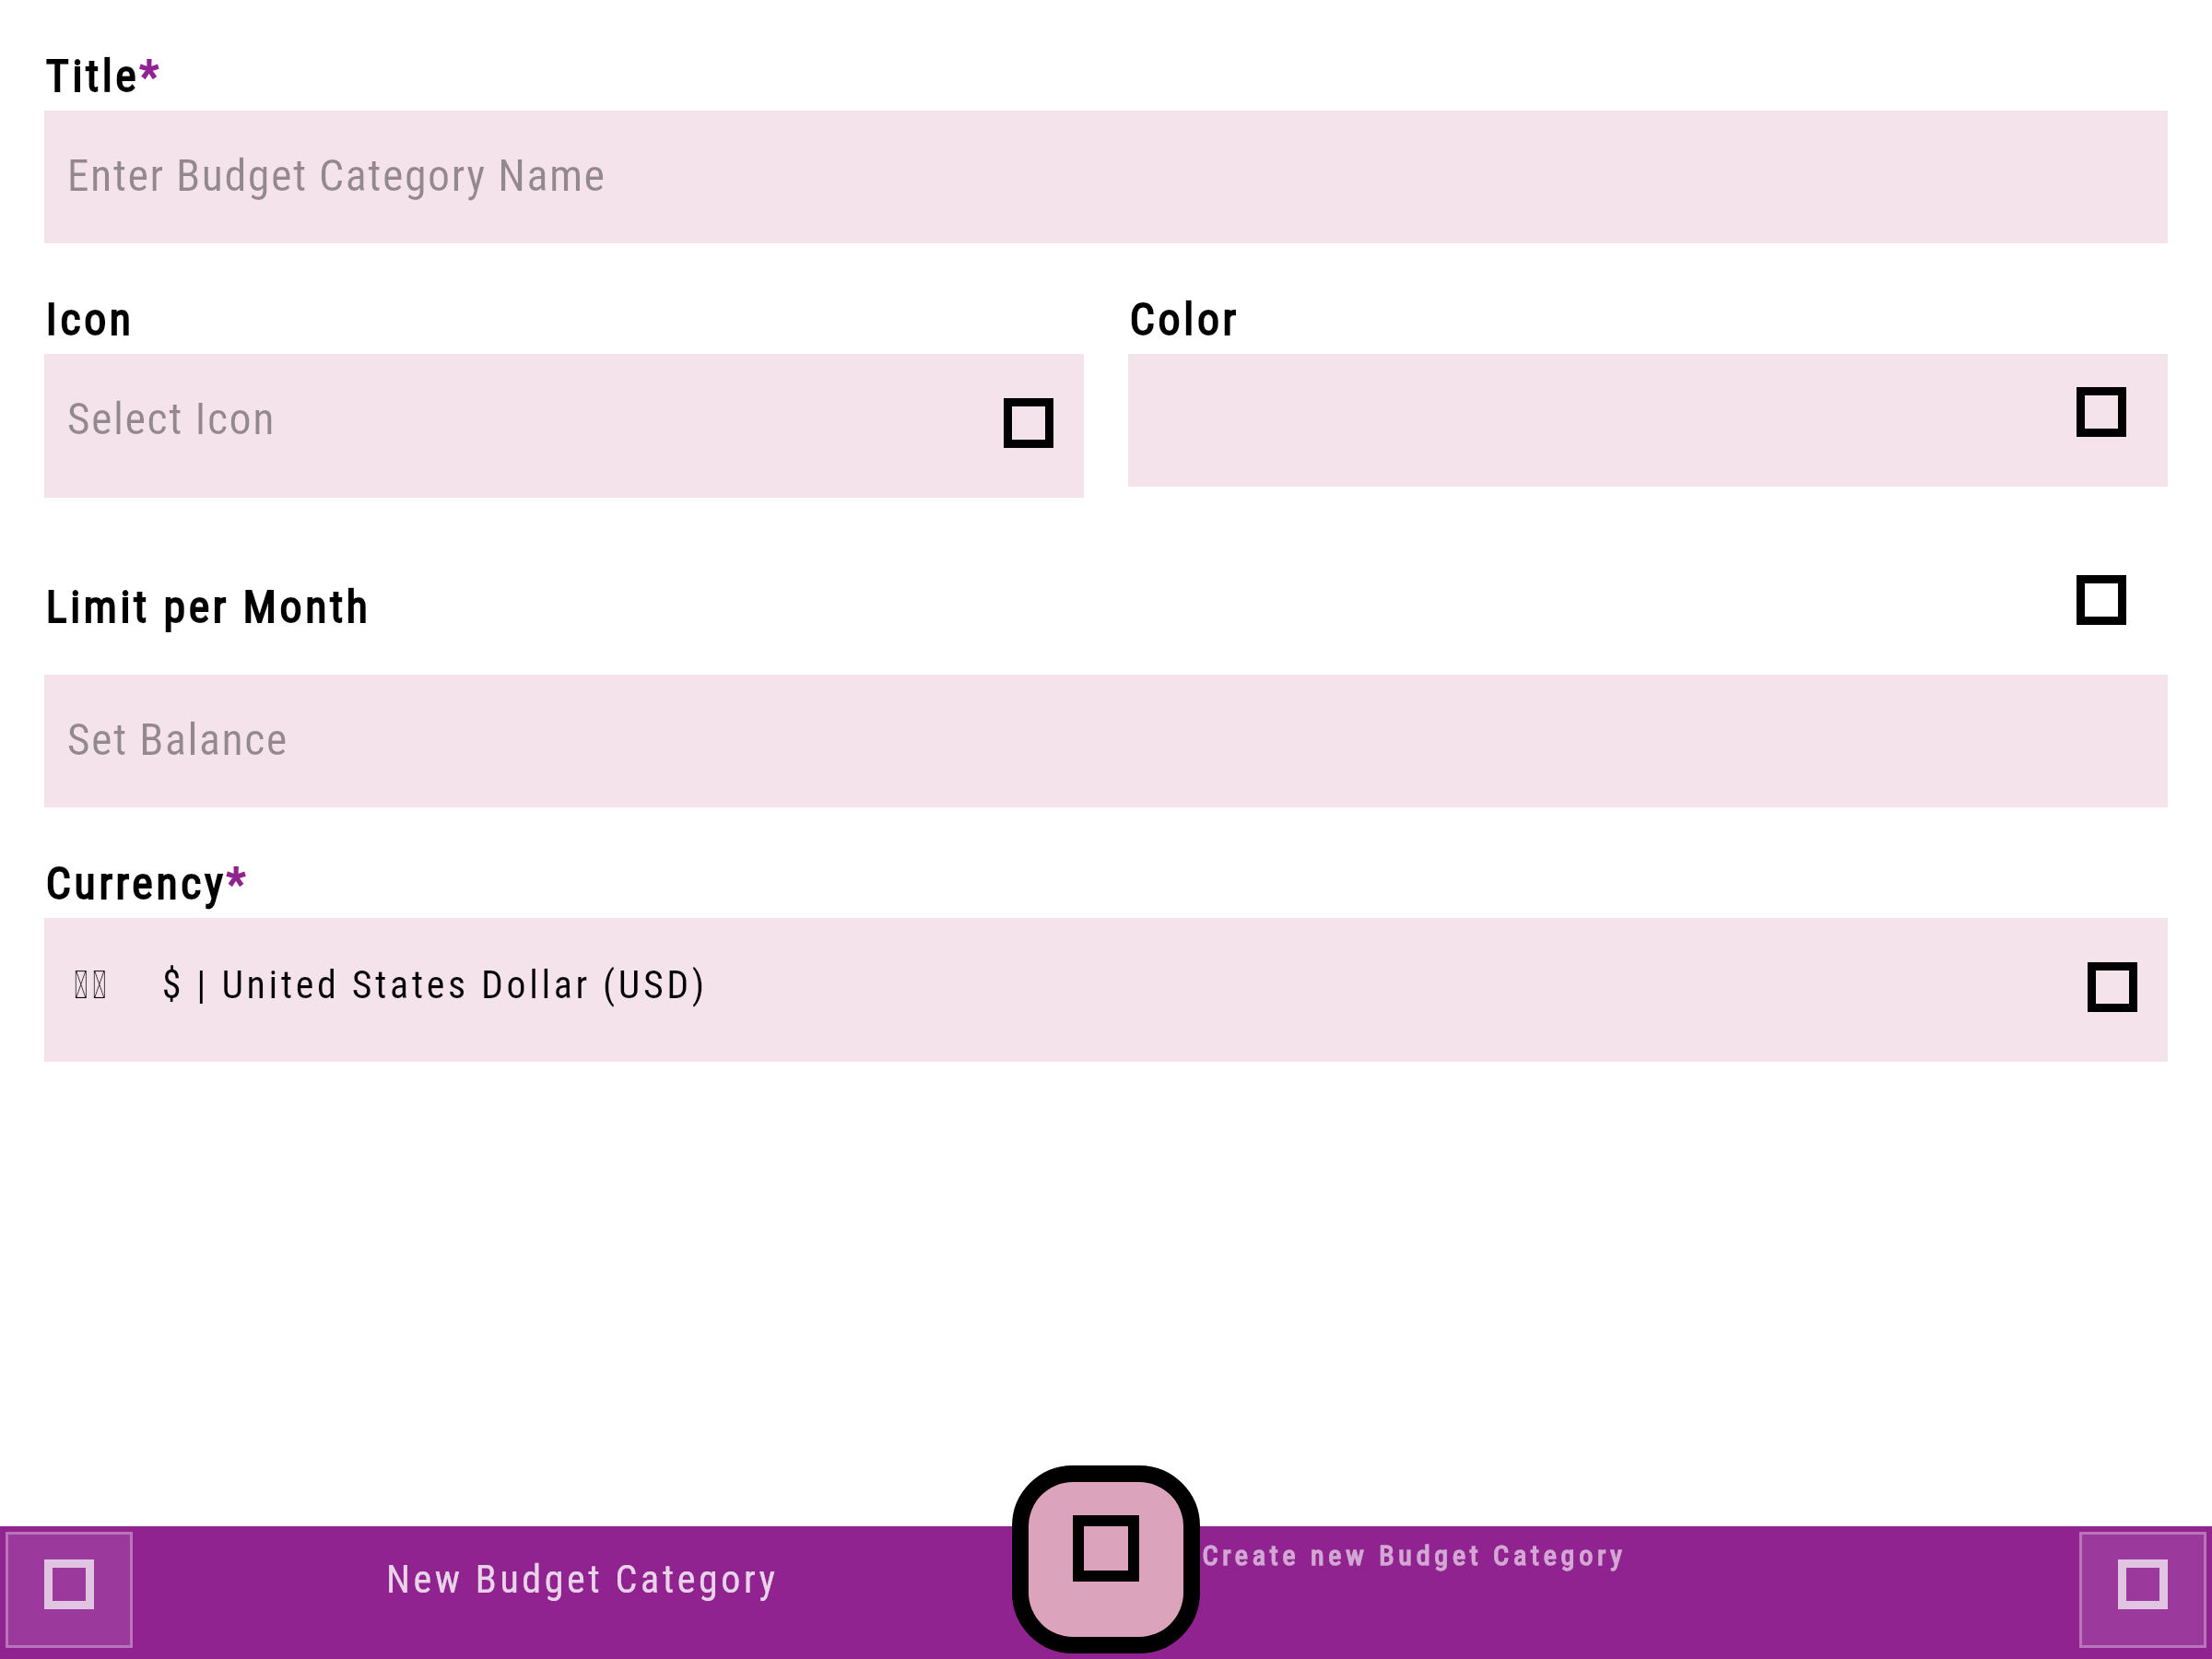 Title*
Enter Budget Category Name
Icon
Color
Select Icon
Limit per Month
Set Balance
Currency*
$ | United States Dollar (USD)
New Budget Category
Create new Budget Category